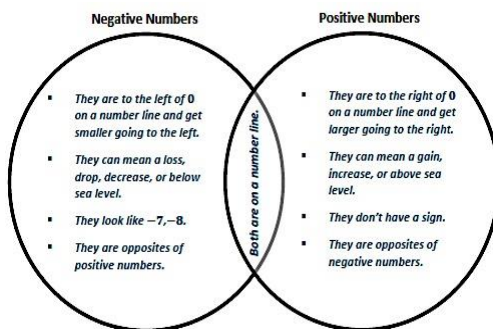 Negative Numbers
Positive Numbers
▪ They are to the left of 0
on a number line and get
smaller going to the left.
▪ They can mean a loss,
drop, decrease, or below
sea level.
▪ They look like −7,−8.
▪ They are opposites of
positive numbers.
Both are on a number line.
▪ They are to the right of 0
on a number line and get
larger going to the right.
▪ They can mean a gain,
increase, or above sea
level.
▪ They don’t have a sign.
▪ They are opposites of
negative numbers.